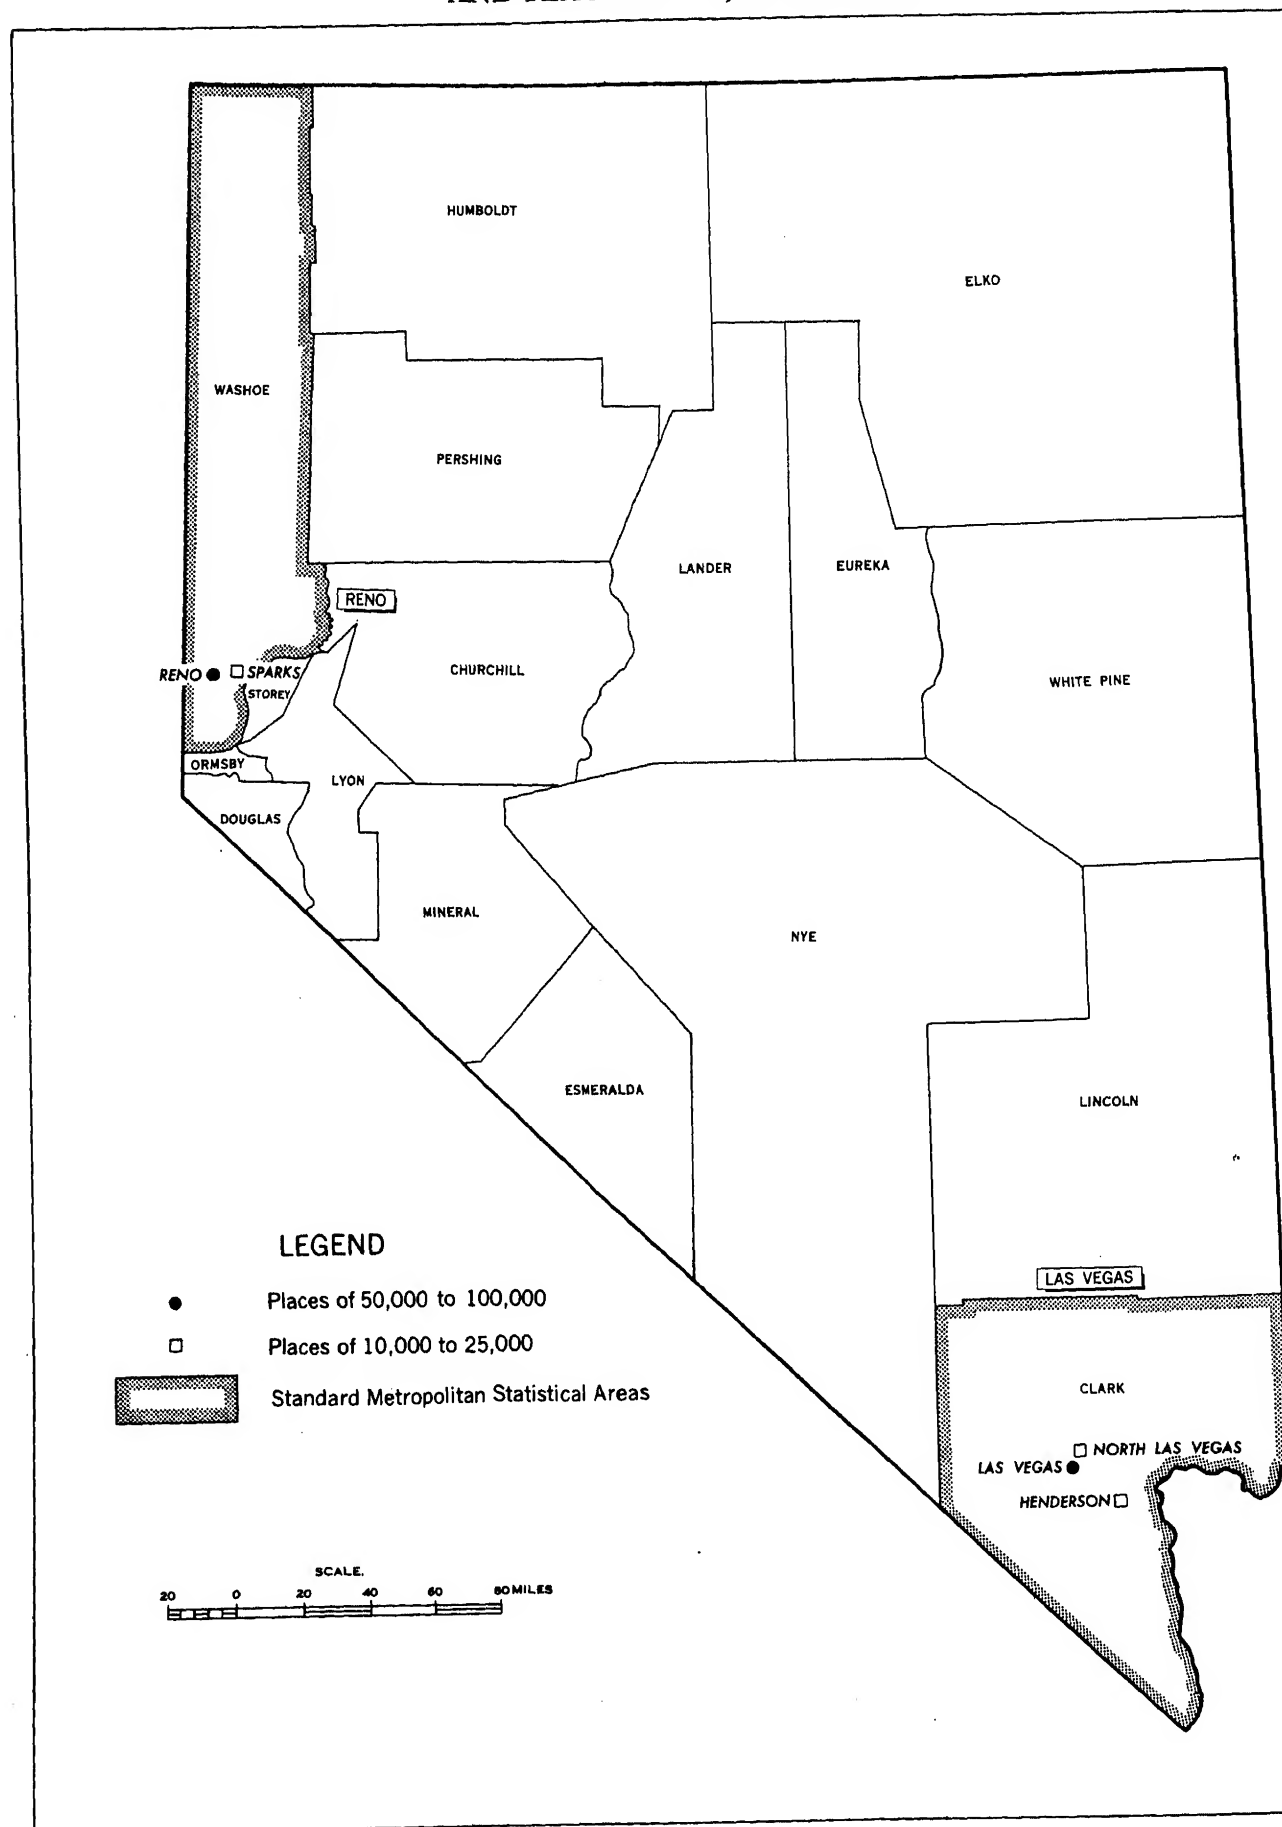 HUMBOLDT
ELKO
WASHOE
PERSHING
LANDER
EUREKA
RENO
CHURCHILL
WHITE PINE
RENO
SPARKS
STOREY
ORMSBY
LYON
DOUGLAS
MINERAL
NYE
ESMERALDA
LINCOLN
LAS VEGAS
CLARK
NORTH LAS VEGAS
LAS VEGAS
HENDERSON
LEGEND
Places of 50,000 to 100,000
Places of 10,000 to 25,000
Standard Metropolitan Statistical Areas
SCALE.
20 0 20 40 60 80 MILES